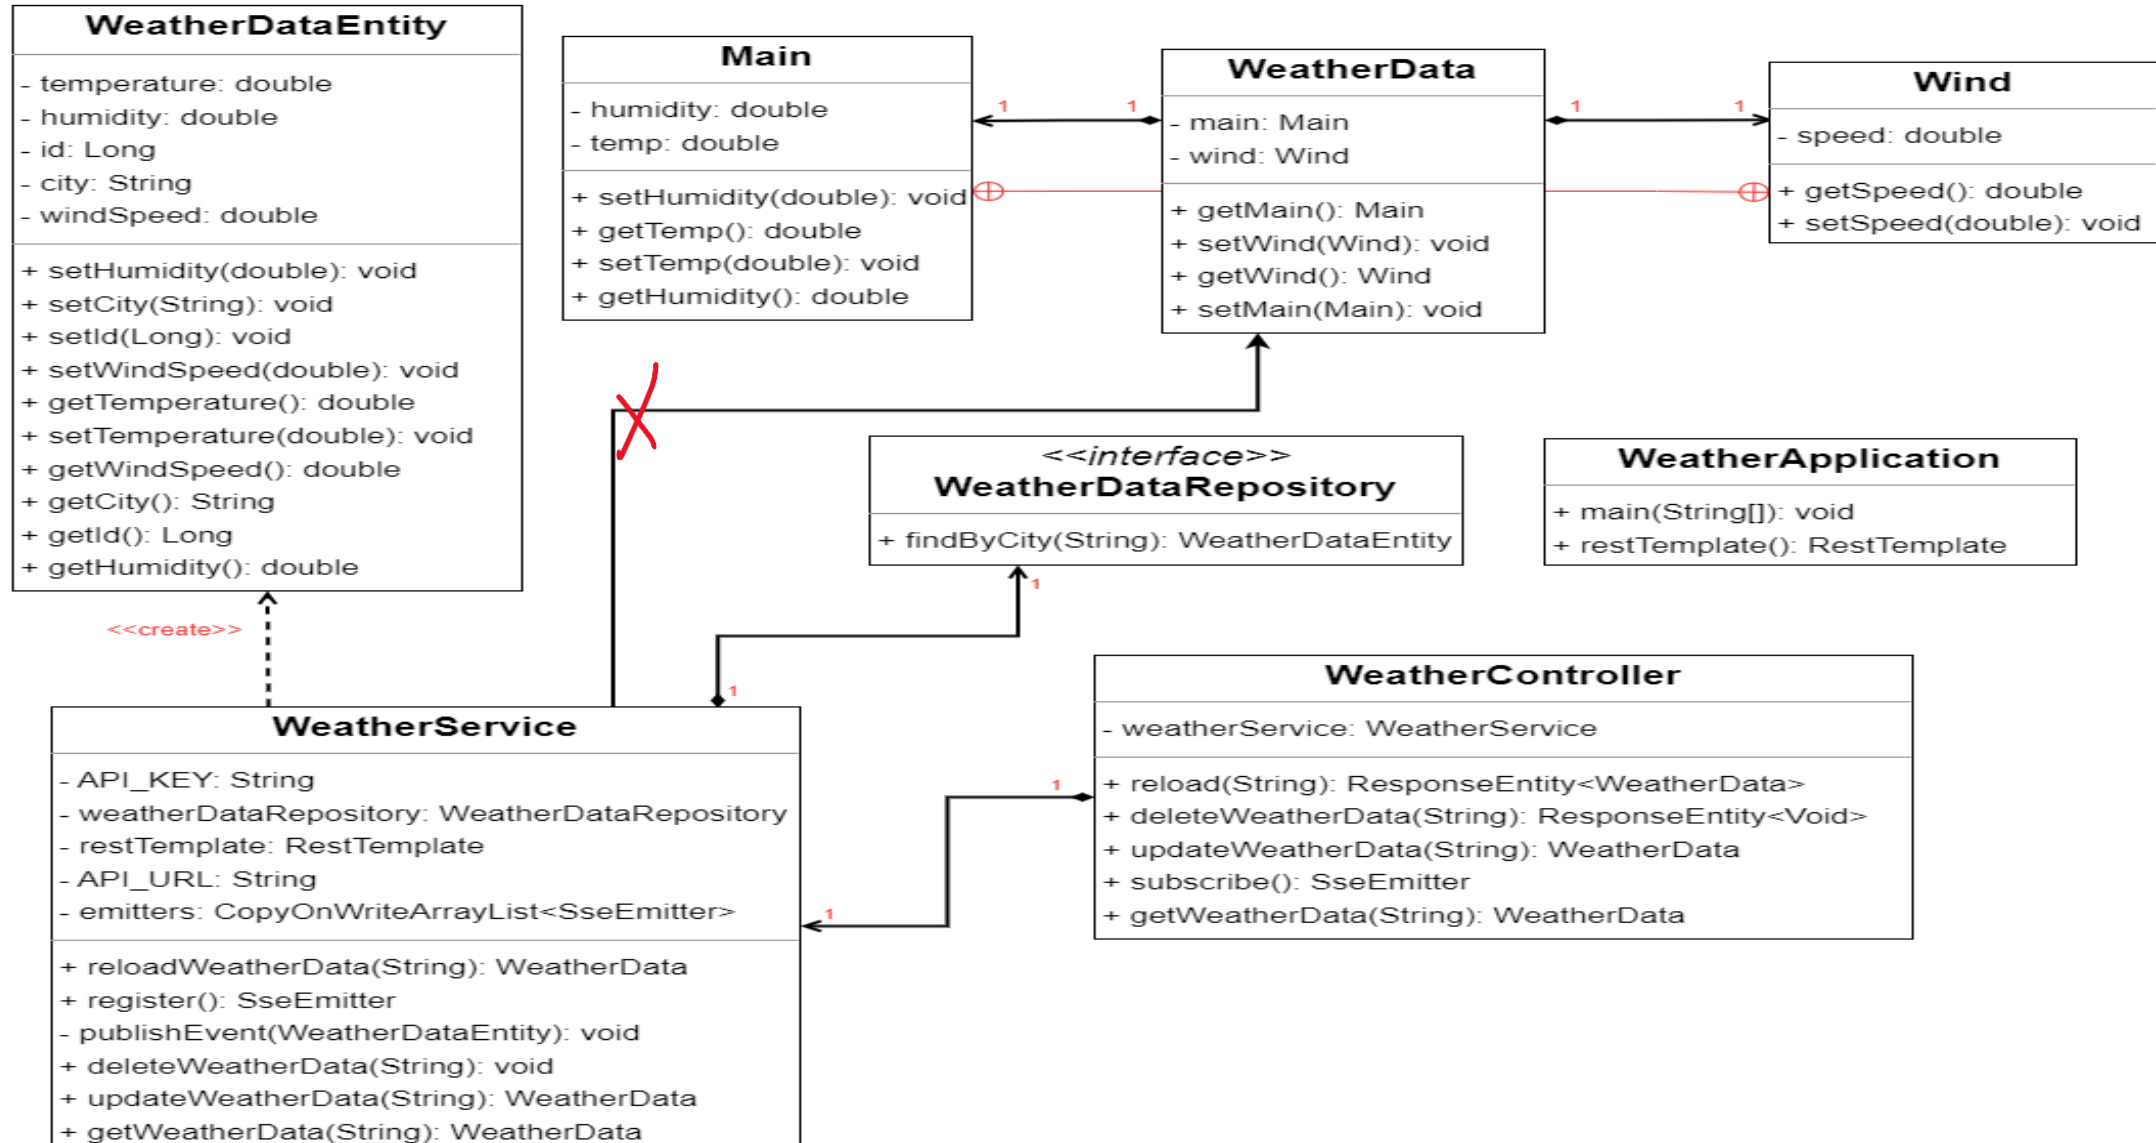 WeatherDataEntity
- temperature: double
- humidity: double
- id: Long
- city: String
- windSpeed: double
+ setHumidity(double): void
+ setCity(String): void
+ setId(Long): void
+ setWindSpeed(double): void
+ getTemperature(): double
+ setTemperature(double): void
+ getWindSpeed(): double
+ getCity(): String
+ getId(): Long
+ getHumidity(): double
Main
- humidity: double
- temp: double
+ setHumidity(double): void
+ getTemp(): double
+ setTemp(double): void
+ getHumidity(): double
1
1
WeatherData
- main: Main
- wind: Wind
+ getMain(): Main
+ setWind(Wind): void
+ getWind(): Wind
+ setMain(Main): void
1
1
Wind
- speed: double
+ getSpeed(): double
+ setSpeed(double): void
<<interface>>
WeatherDataRepository
+ findByCity(String): WeatherDataEntity
WeatherApplication
+ main(String[]): void
+ restTemplate(): RestTemplate
1
<<create>>
1
WeatherService
- API_KEY: String
- weatherDataRepository: WeatherDataRepository
- restTemplate: RestTemplate
- API_URL: String
- emitters: CopyOnWriteArrayList<SseEmitter>
+ reloadWeatherData(String): WeatherData
+ register(): SseEmitter
- publishEvent(WeatherDataEntity): void
+ deleteWeatherData(String): void
+ updateWeatherData(String): WeatherData
+ getWeatherData(String): WeatherData
1
1
WeatherController
- weatherService: WeatherService
+ reload(String): ResponseEntity<WeatherData>
+ deleteWeatherData(String): ResponseEntity<Void>
+ updateWeatherData(String): WeatherData
+ subscribe(): SseEmitter
+ getWeatherData(String): WeatherData